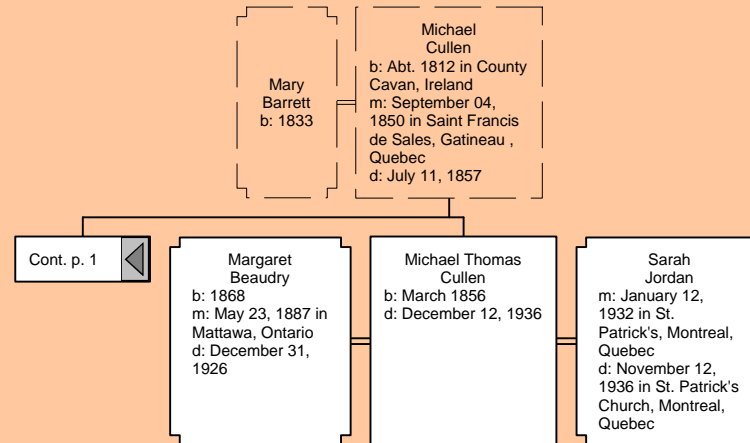 Mary
Barrett
b: 1833
Michael
Cullen
b: Abt. 1812 in County
Cavan, Ireland
m: September 04,
1850 in Saint Francis
de Sales, Gatineau ,
Quebec
d: July 11, 1857
Cont. p. 1
Margaret
Beaudry
b: 1868
m: May 23, 1887 in
Mattawa, Ontario
d: December 31,
1926
Michael Thomas
Cullen
b: March 1856
d: December 12, 1936
Sarah
Jordan
m: January 12,
1932 in St.
Patrick's, Montreal,
Quebec
d: November 12,
1936 in St. Patrick's
Church, Montreal,
Quebec